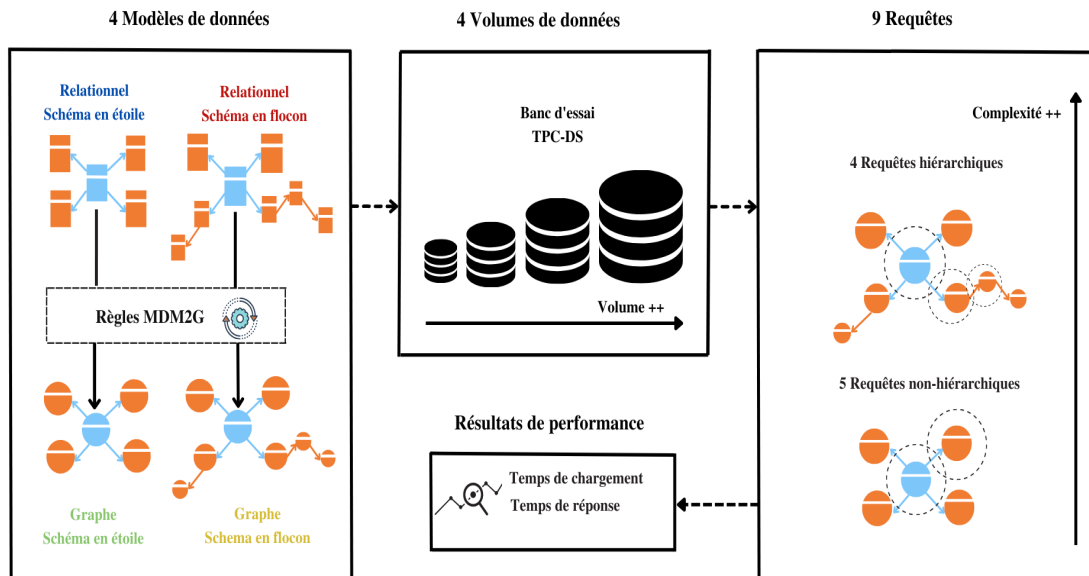 4 Modèles de données
4 Volumes de données
9 Requêtes
Relationnel
Schéma en étoile
Relationnel
Schéma en flocon
Règles MDM2G
Graphe
Schéma en étoile
Graphe
Schema en flocon
Banc d'essai
TPC-DS
Volume ++
Résultats de performance
Temps de chargement
Temps de réponse
Complexité ++
4 Requêtes hiérarchiques
5 Requêtes non-hiérarchiques